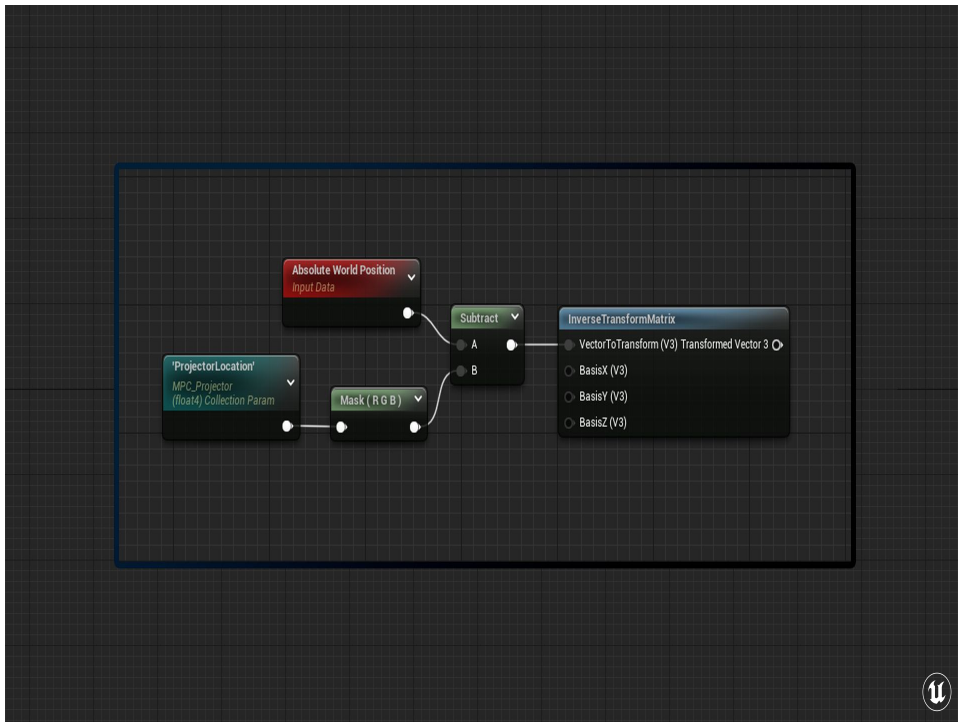 Absolute World Position
Input Data
Subtract
A
B
'ProjectorLocation'
MPC_Projector
(float4) Collection Param
Mask ( R G B )
InverseTransformMatrix
VectorToTransform (V3) Transformed Vector 3
BasisX (V3)
BasisY (V3)
BasisZ (V3)